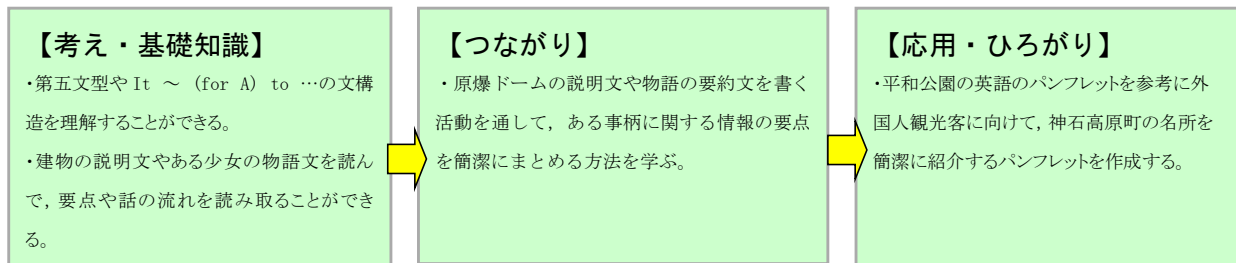 【考え・基礎知識】
・第五文型や It ～ (for A) to …の文構
造を理解することができる。
・建物の説明文やある少女の物語文を読ん
で, 要点や話の流れを読み取ることができ
る。
【つながり】
・原爆ドームの説明文や物語の要約文を書く
活動を通して, ある事柄に関する情報の要点
を簡潔にまとめる方法を学ぶ。
【応用・ひろがり】
・平和公園の英語のパンフレットを参考に外
国人観光客に向けて, 神石高原町の名所を
簡潔に紹介するパンフレットを作成する。